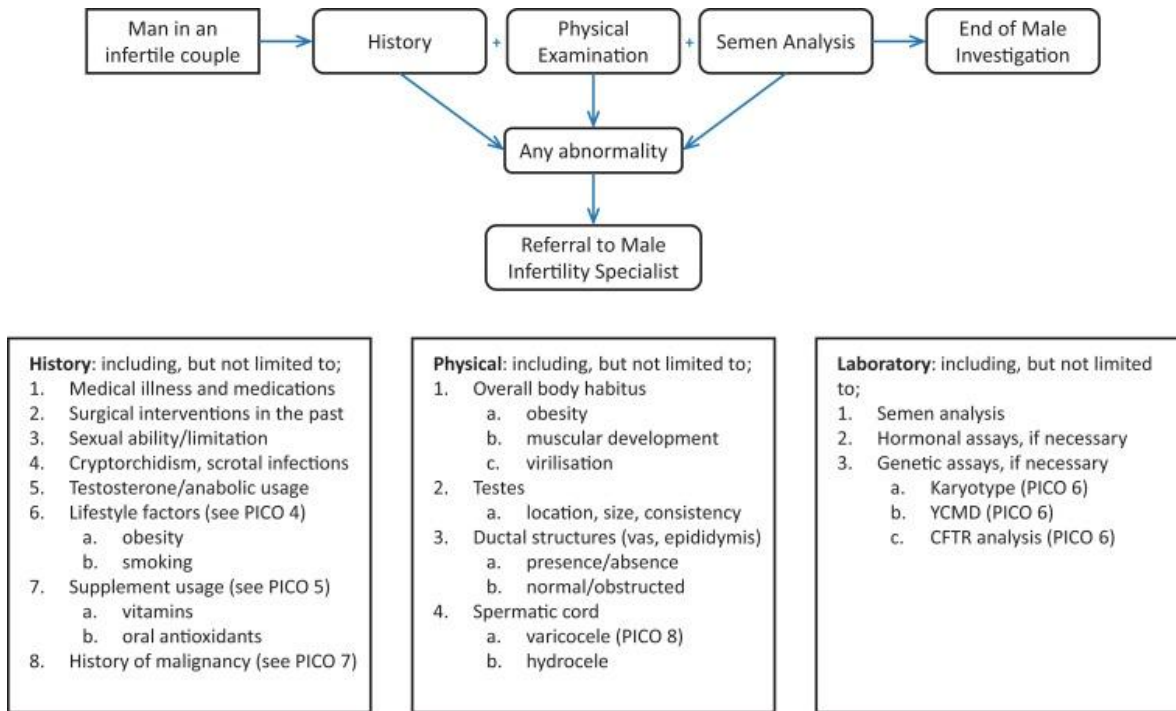 Man in an
infertile couple
History
+
Physical
Examination
+
Semen Analysis
End of Male
Investigation
Any abnormality
Referral to Male
Infertility Specialist
History: including, but not limited to;
1. Medical illness and medications
2. Surgical interventions in the past
3. Sexual ability/limitation
4. Cryptorchidism, scrotal infections
5. Testosterone/anabolic usage
6. Lifestyle factors (see PICO 4)
a. obesity
b. smoking
7. Supplement usage (see PICO 5)
a. vitamins
b. oral antioxidants
8. History of malignancy (see PICO 7)
Physical: including, but not limited to;
1. Overall body habitus
a. obesity
b. muscular development
c. virilisation
2. Testes
a. location, size, consistency
3. Ductal structures (vas, epididymis)
a. presence/absence
b. normal/obstructed
4. Spermatic cord
a. varicocele (PICO 8)
b. hydrocele
Laboratory: including, but not limited
to;
1. Semen analysis
2. Hormonal assays, if necessary
3. Genetic assays, if necessary
a. Karyotype (PICO 6)
b. YCMD (PICO 6)
c. CFTR analysis (PICO 6)